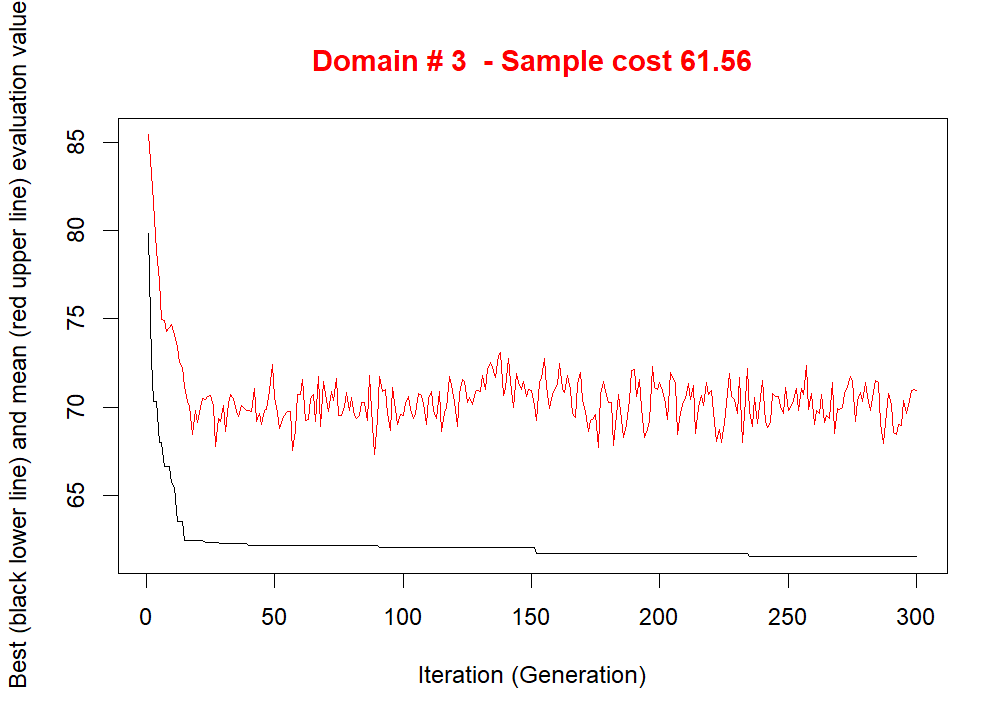 Domain # 3  - Sample cost 61.56
Best (black lower line) and mean (red upper line) evaluation value
85
80
75
70
65
0 50 100 150 200 250 300
Iteration (Generation)